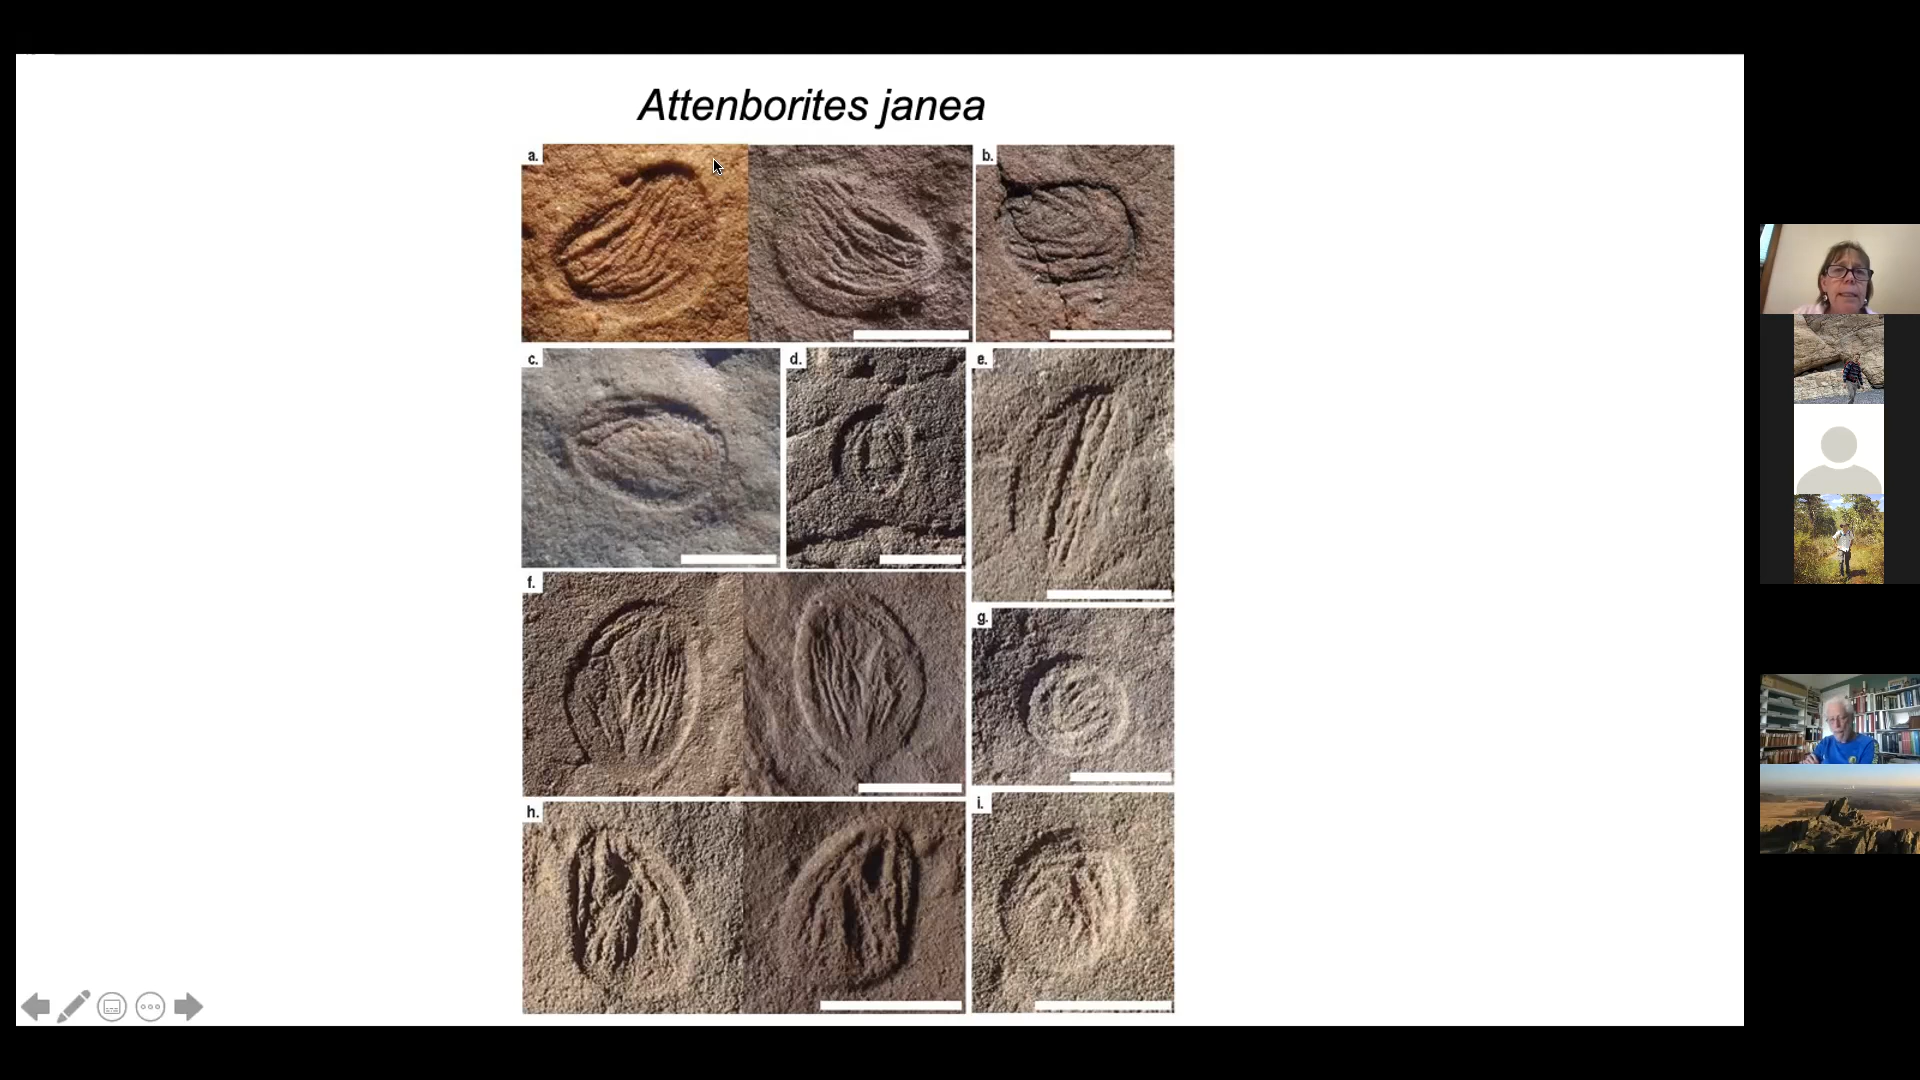 Attenborites janea
a.
b.
c.
d.
e.
f.
g.
h.
i.